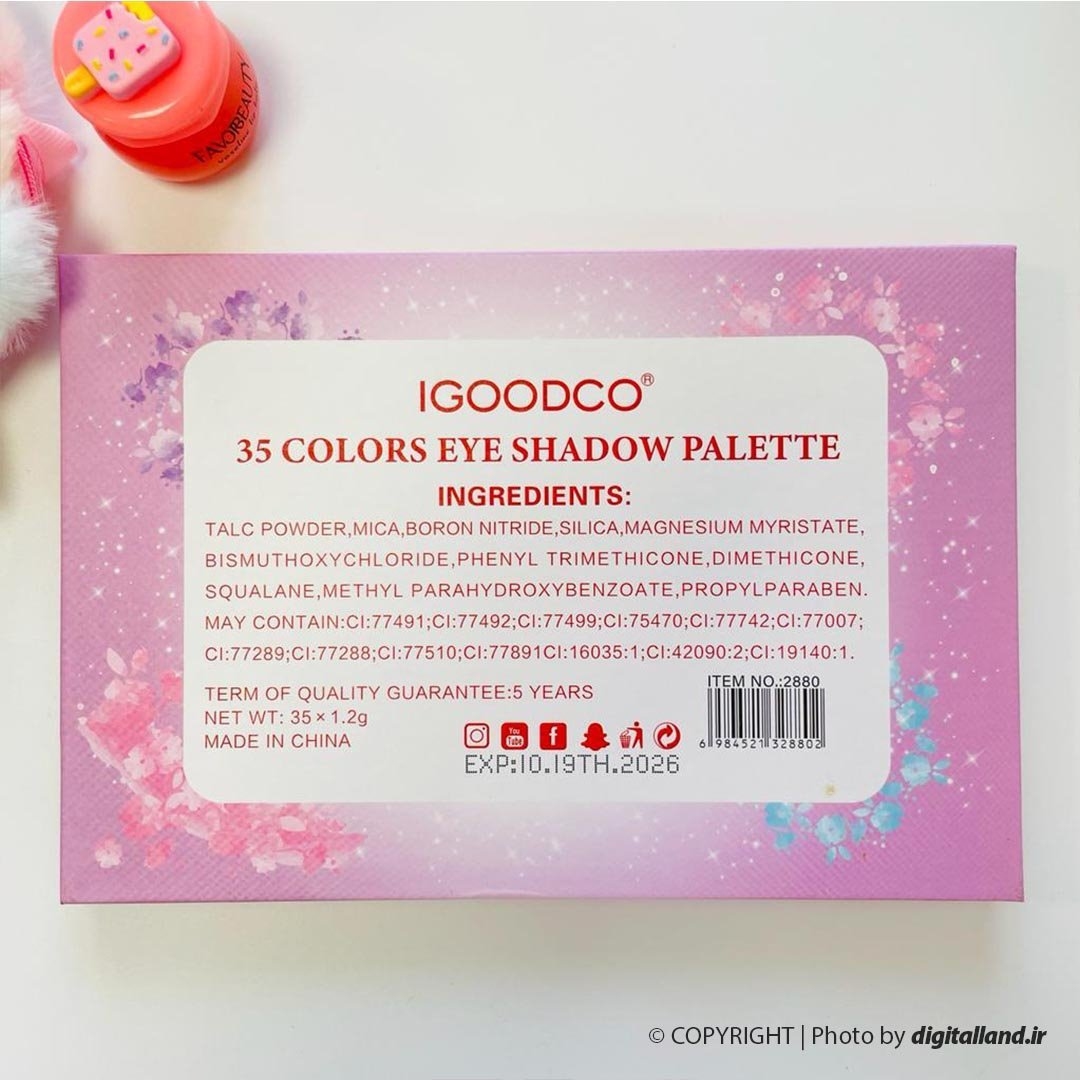 FAVORBEAUTY
IGOODCO®
35 COLORS EYE SHADOW PALETTE
INGREDIENTS:
TALC POWDER,MICA,BORON NITRIDE,SILICA,MAGNESIUM MYRISTATE,
BISMUTHOXYCHLORIDE,PHENYL TRIMETHICONE,DIMETHICONE,
SQUALANE,METHYL PARAHYDROXYBENZOATE,PROPYLPARABEN.
MAY CONTAIN:CI:77491;CI:77492;CI:77499;CI:75470;CI:77742;CI:77007;
CI:77289;CI:77288;CI:77510;CI:77891CI:16035:1;CI:42090:2;CI:19140:1.
TERM OF QUALITY GUARANTEE:5 YEARS
NET WT: 35×1.2g
MADE IN CHINA
You
Tube
EXP:10.19TH.2026
ITEM NO.:2880
6 984521 328802
© COPYRIGHT | Photo by digitalland.ir